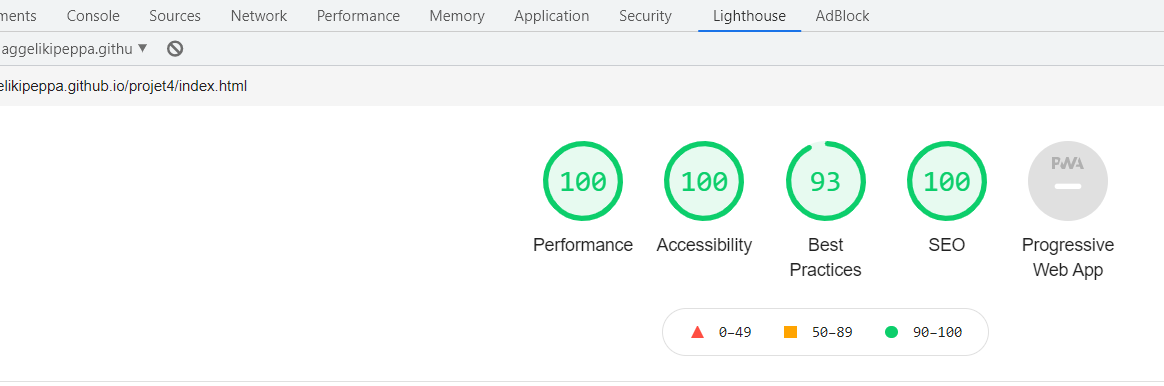 ments Console Sources Network Performance Memory Application Security Lighthouse AdBlock
aggelikipeppa.githu
elikipeppa.github.io/projet4/index.html
100 100 93 100 PWA
Performance Accessibility Best Practices SEO Progressive Web App
0–49 50–89 90–100